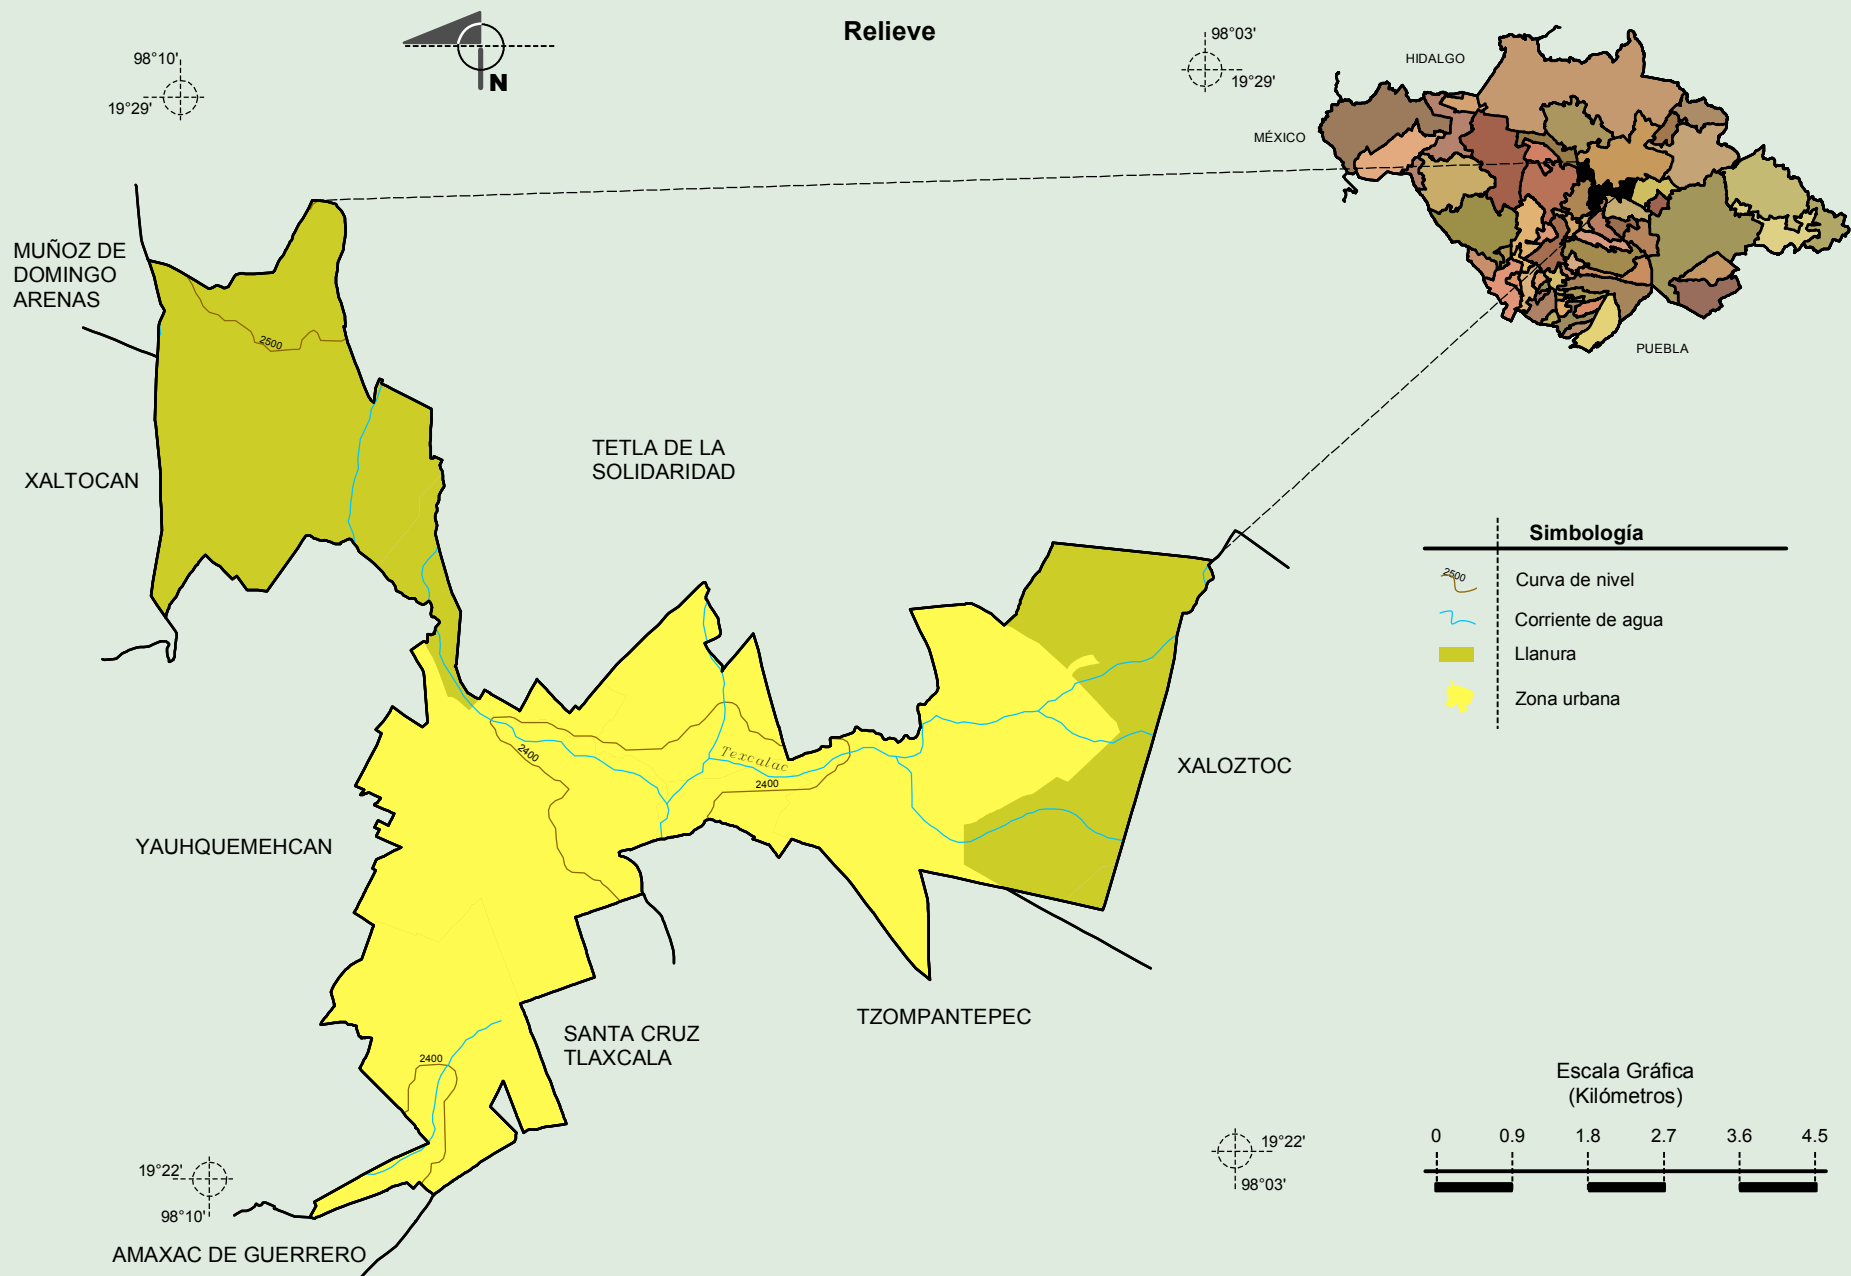 Relieve
98°10'
19°29'
N
98°03'
19°29'
HIDALGO
MÉXICO
PUEBLA
MUÑOZ DE
DOMINGO
ARENAS
2500
XALTOCAN
TETLA DE LA
SOLIDARIDAD
Simbología
2500
Curva de nivel
Corriente de agua
Llanura
Zona urbana
2400
Texcalac
2400
XALOZTOC
YAUHQUEMEHCAN
TZOMPANTEPEC
SANTA CRUZ
TLAXCALA
2400
Escala Gráfica
(Kilómetros)
0 0.9 1.8 2.7 3.6 4.5
19°22'
98°10'
19°22'
98°03'
AMAXAC DE GUERRERO